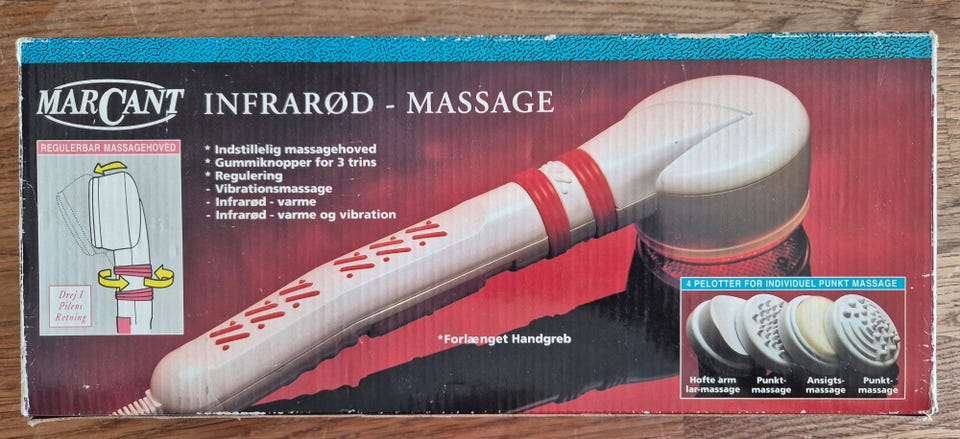 MARCANT
INFRARØD - MASSAGE
REGULERBAR MASSAGEHOVED
* Indstillelig massagehoved
* Gummiknopper for 3 trins
* Regulering
- Vibrationsmassage
- Infrarød - varme
- Infrarød - varme og vibration
Drej I
Pilens
Retning
*Forlænget Handgreb
4 PELOTTER FOR INDIVIDUEL PUNKT MASSAGE
Hofte arm
lar-massage
Punkt-
massage
Ansigts-
massage
Punkt-
massage